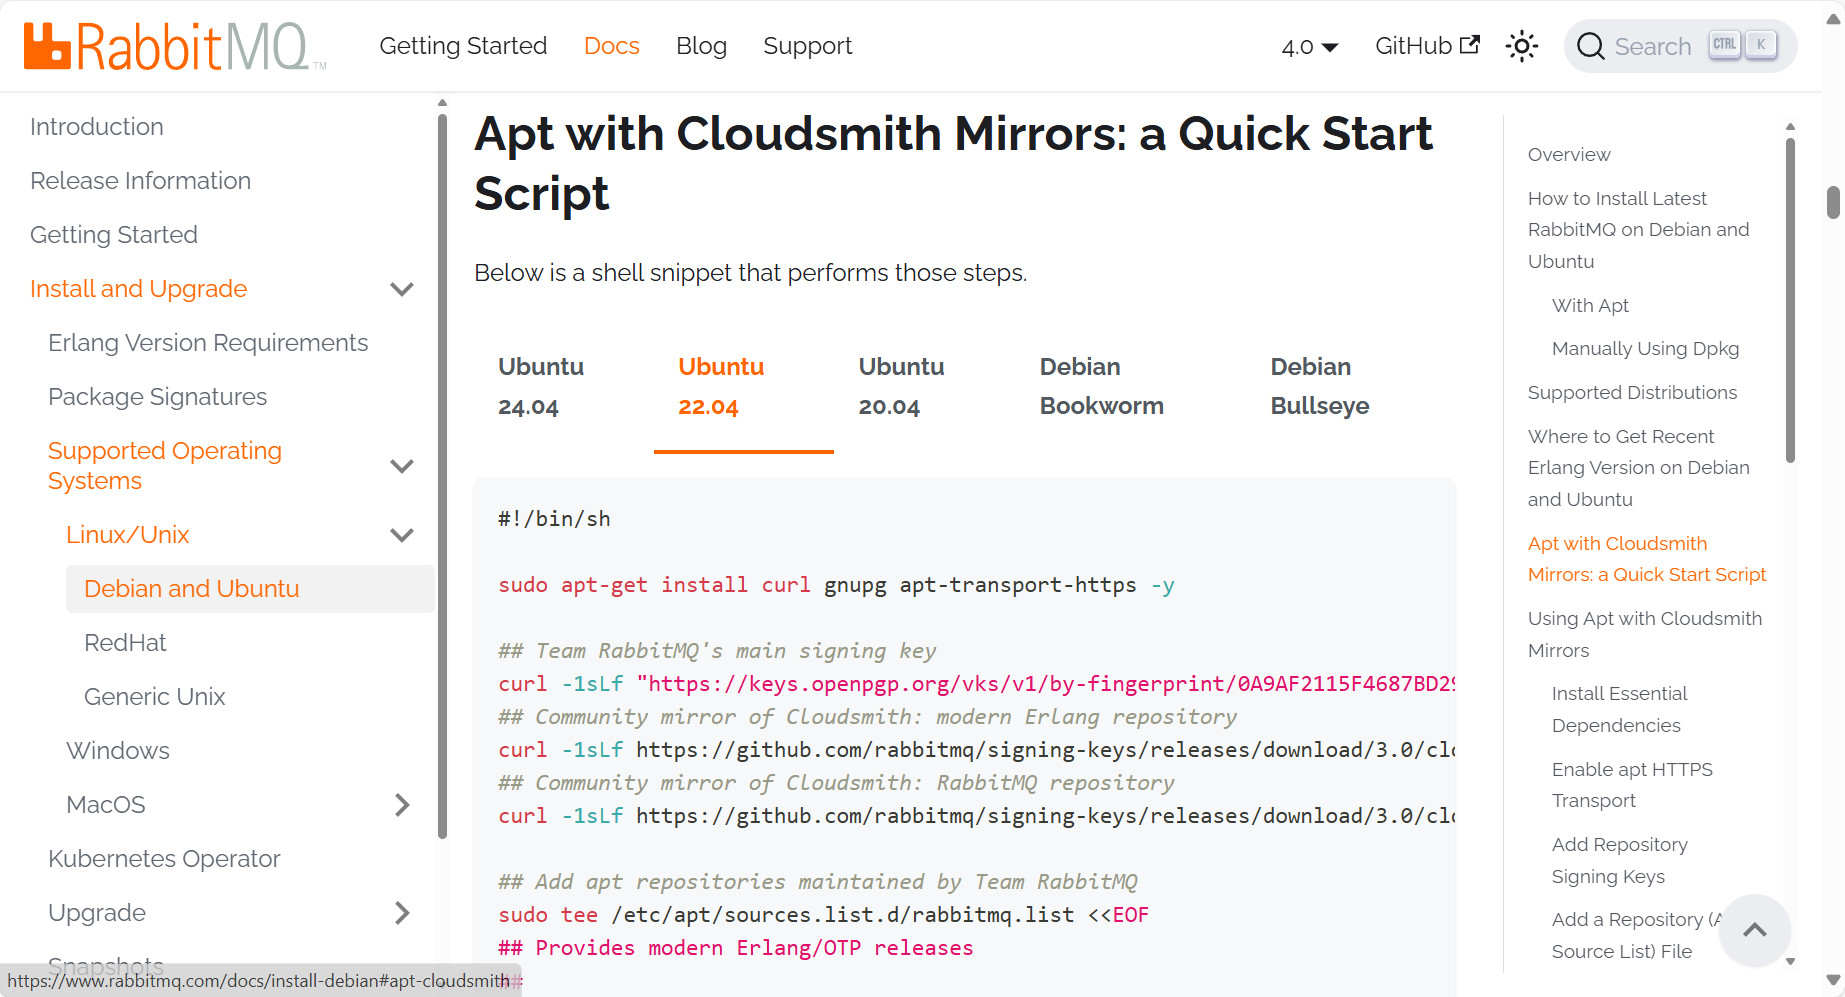 RabbitMQ TM
Getting Started
Docs
Blog
Support
4.0
GitHub
Search
CTRL
K
Introduction
Release Information
Getting Started
Install and Upgrade
Erlang Version Requirements
Package Signatures
Supported Operating
Systems
Linux/Unix
Debian and Ubuntu
RedHat
Generic Unix
Windows
MacOS
Kubernetes Operator
Upgrade
Snapshots
https://www.rabbitmq.com/docs/install-debian#apt-cloudsmith
Apt with Cloudsmith Mirrors: a Quick Start
Script
Below is a shell snippet that performs those steps.
Ubuntu
24.04
Ubuntu
22.04
Ubuntu
20.04
Debian
Bookworm
Debian
Bullseye
#!/bin/sh
sudo apt-get install curl gnupg apt-transport-https -y
## Team RabbitMQ's main signing key
curl -1sLf "https://keys.openpgp.org/vks/v1/by-fingerprint/0A9AF2115F4687BD29
## Community mirror of Cloudsmith: modern Erlang repository
curl -1sLf https://github.com/rabbitmq/signing-keys/releases/download/3.0/clo
## Community mirror of Cloudsmith: RabbitMQ repository
curl -1sLf https://github.com/rabbitmq/signing-keys/releases/download/3.0/clo
## Add apt repositories maintained by Team RabbitMQ
sudo tee /etc/apt/sources.list.d/rabbitmq.list <<EOF
## Provides modern Erlang/OTP releases
##
Overview
How to Install Latest
RabbitMQ on Debian and
Ubuntu
With Apt
Manually Using Dpkg
Supported Distributions
Where to Get Recent
Erlang Version on Debian
and Ubuntu
Apt with Cloudsmith
Mirrors: a Quick Start Script
Using Apt with Cloudsmith
Mirrors
Install Essential
Dependencies
Enable apt HTTPS
Transport
Add Repository
Signing Keys
Add a Repository (A
Source List) File